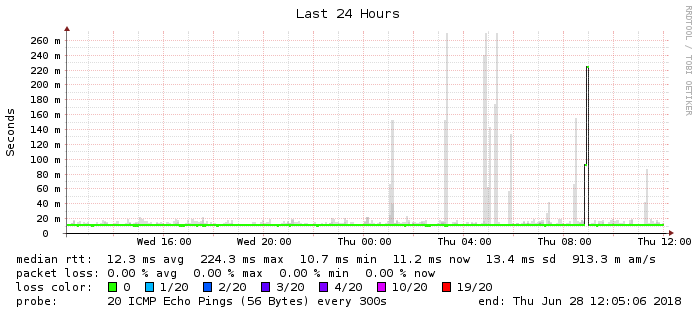 Last 24 Hours
RRDTOOL / TOBI OETIKER
Seconds
260 m
240 m
220 m
200 m
180 m
160 m
140 m
120 m
100 m
80 m
60 m
40 m
20 m
0
Wed 16:00 Wed 20:00 Thu 00:00 Thu 04:00 Thu 08:00 Thu 12:00
median rtt: 12.3 ms avg 224.3 ms max 10.7 ms min 11.2 ms now 13.4 ms sd 913.3 m am/s
packet loss: 0.00 % avg 0.00 % max 0.00 % min 0.00 % now
loss color: 0 1/20 2/20 3/20 4/20 10/20 19/20
probe: 20 ICMP Echo Pings (56 Bytes) every 300s end: Thu Jun 28 12:05:06 2018